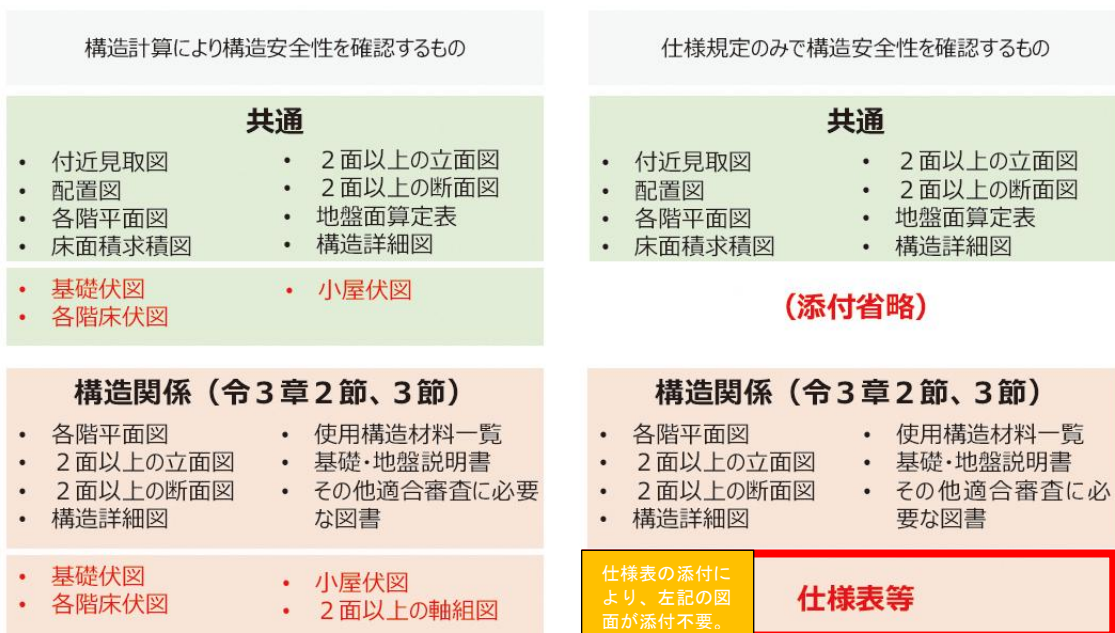 構造計算により構造安全性を確認するもの
共通
• 付近見取図
• 配置図
• 各階平面図
• 床面積求積図
• ２面以上の立面図
• ２面以上の断面図
• 地盤面算定表
• 構造詳細図
• 基礎伏図
• 各階床伏図
• 小屋伏図
構造関係（令３章２節、３節）
• 各階平面図
• ２面以上の立面図
• ２面以上の断面図
• 構造詳細図
• 使用構造材料一覧
• 基礎･地盤説明書
• その他適合審査に必要
な図書
• 基礎伏図
• 各階床伏図
• 小屋伏図
• ２面以上の軸組図
仕様規定のみで構造安全性を確認するもの
共通
• 付近見取図
• 配置図
• 各階平面図
• 床面積求積図
• ２面以上の立面図
• ２面以上の断面図
• 地盤面算定表
• 構造詳細図
（添付省略）
構造関係（令３章２節、３節）
• 各階平面図
• ２面以上の立面図
• ２面以上の断面図
• 構造詳細図
• 使用構造材料一覧
• 基礎･地盤説明書
• その他適合審査に必
要な図書
仕様表の添付に
より、左記の図
面が添付不要。
仕様表等